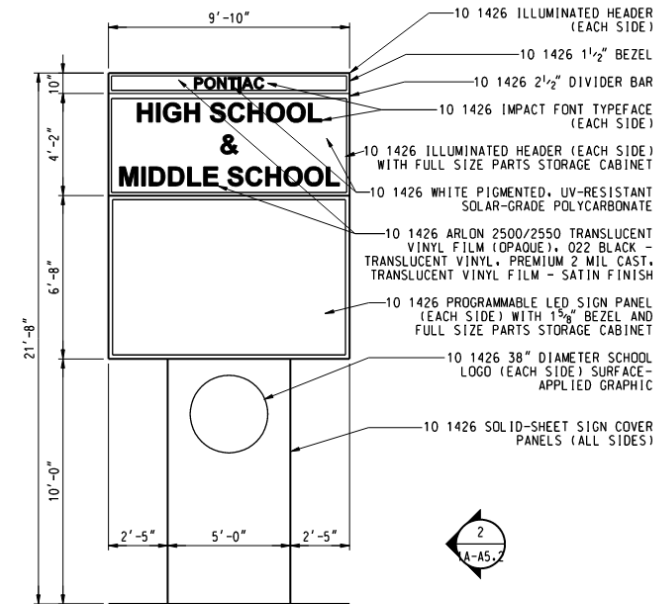 9'-10"
10"
4'-2"
6'-8"
21'-8"
10'-0"
2'-5"
5'-0"
2'-5"
PONTIAC
HIGH SCHOOL
&
MIDDLE SCHOOL
10 1426 ILLUMINATED HEADER
(EACH SIDE)
10 1426 1½" BEZEL
10 1426 2½" DIVIDER BAR
10 1426 IMPACT FONT TYPEFACE
(EACH SIDE)
10 1426 ILLUMINATED HEADER (EACH SIDE)
WITH FULL SIZE PARTS STORAGE CABINET
10 1426 WHITE PIGMENTED, UV-RESISTANT
SOLAR-GRADE POLYCARBONATE
10 1426 ARLON 2500/2550 TRANSLUCENT
VINYL FILM (OPAQUE), 022 BLACK -
TRANSLUCENT VINYL, PREMIUM 2 MIL CAST,
TRANSLUCENT VINYL FILM - SATIN FINISH
10 1426 PROGRAMMABLE LED SIGN PANEL
(EACH SIDE) WITH 1⅝" BEZEL AND
FULL SIZE PARTS STORAGE CABINET
10 1426 38" DIAMETER SCHOOL
LOGO (EACH SIDE) SURFACE-
APPLIED GRAPHIC
10 1426 SOLID-SHEET SIGN COVER
PANELS (ALL SIDES)
2
1A-A5.2